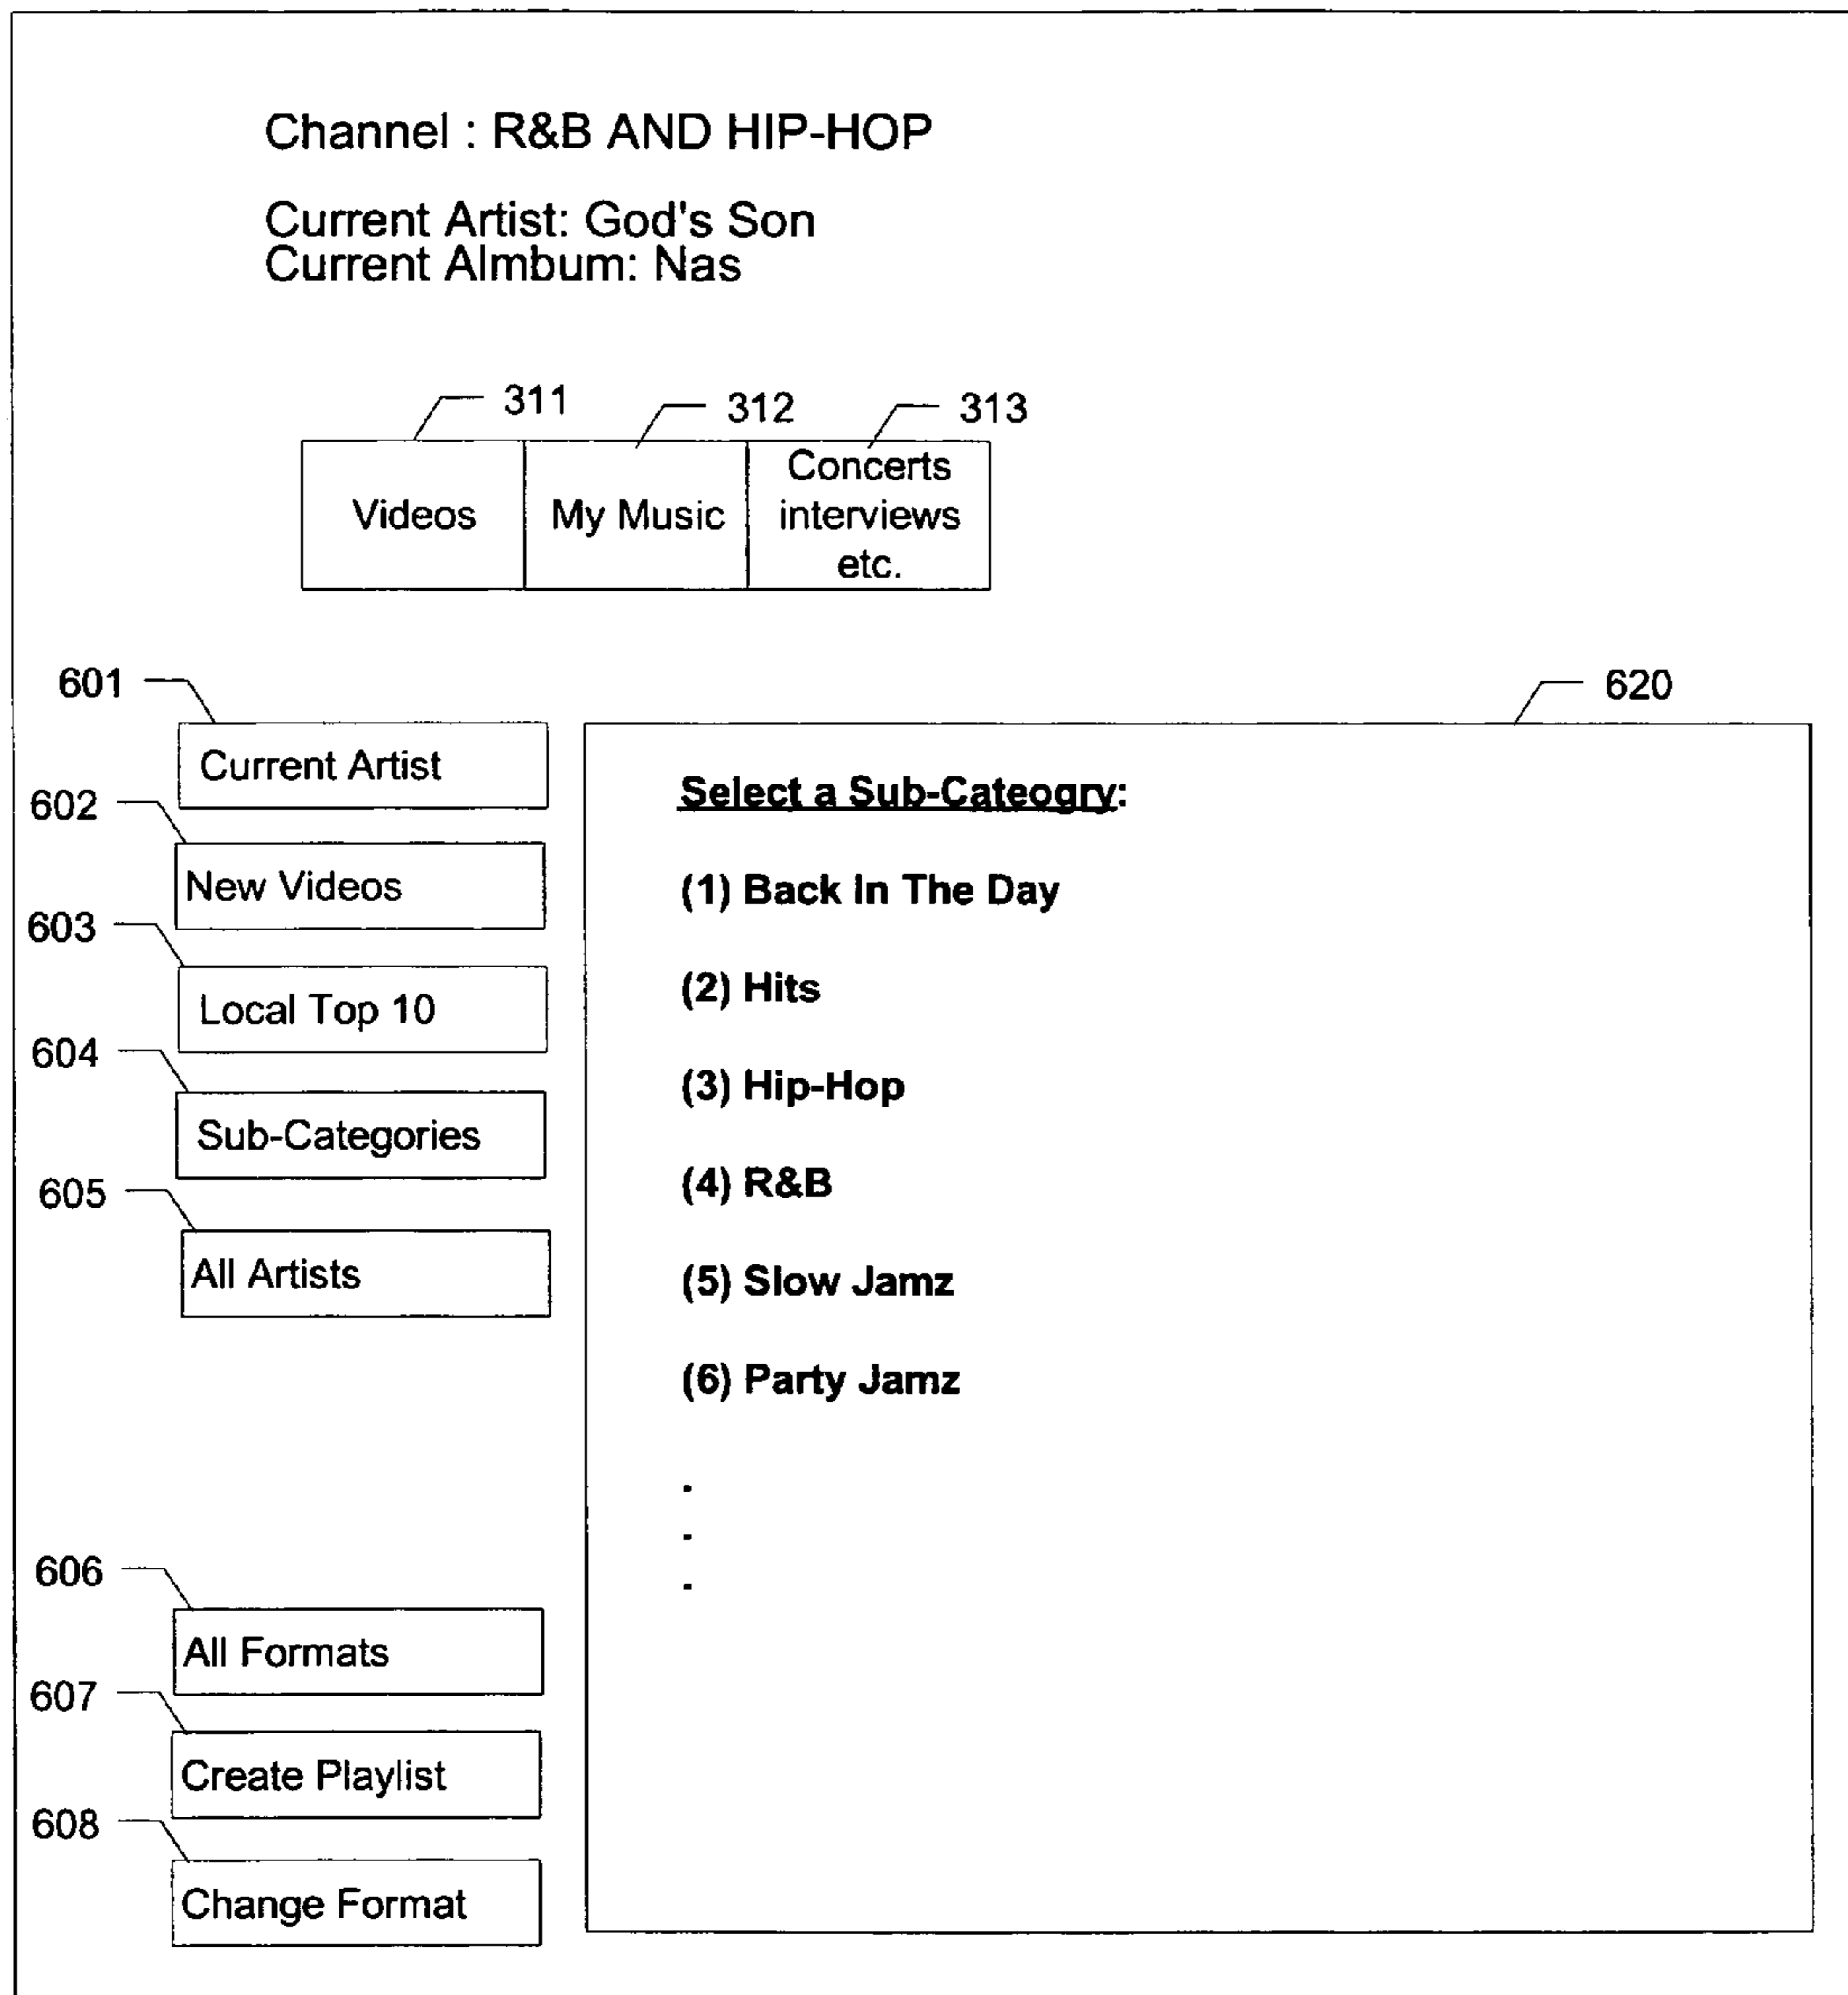 Channel : R&B AND HIP-HOP
Current Artist: God's Son
Current Almbum: Nas
311
312
313
Videos
My Music
Concerts
interviews
etc.
601
Current Artist
602
New Videos
603
Local Top 10
604
Sub-Categories
605
All Artists
606
All Formats
607
Create Playlist
608
Change Format
620
Select a Sub-Cateogry:
(1) Back In The Day
(2) Hits
(3) Hip-Hop
(4) R&B
(5) Slow Jamz
(6) Party Jamz
.
.
.